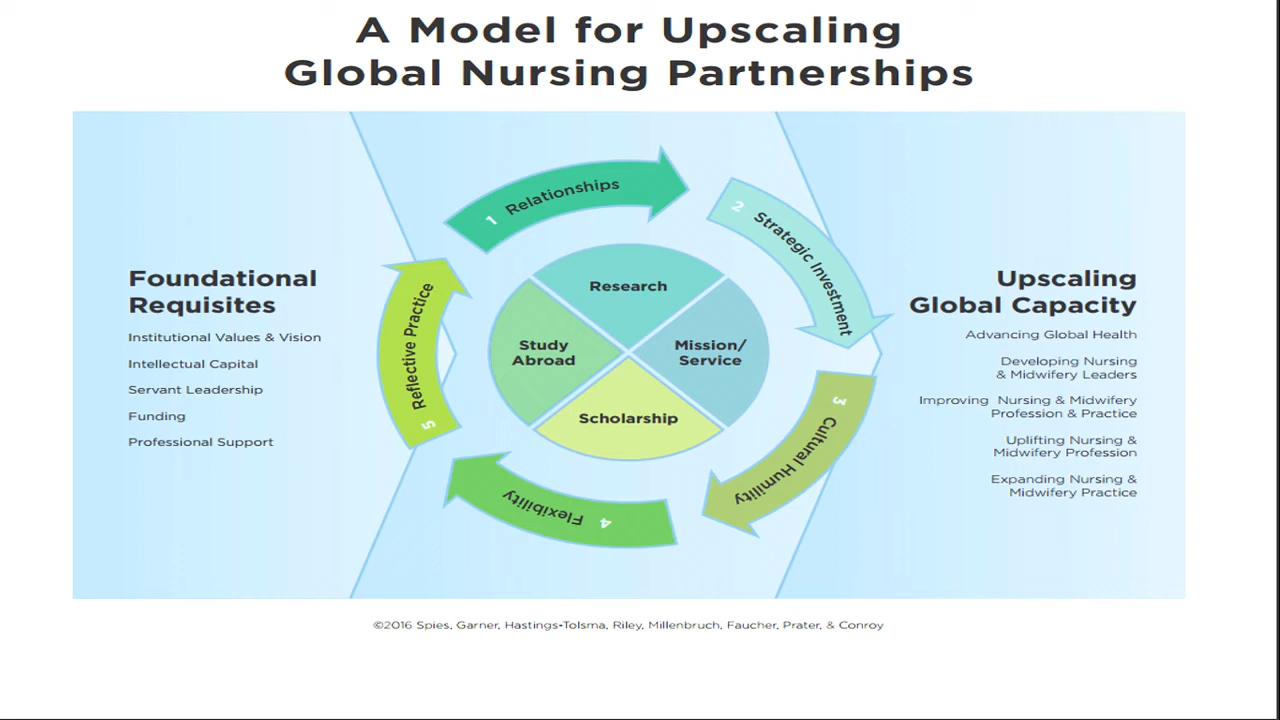 A Model for Upscaling
Global Nursing Partnerships
Foundational
Requisites
Institutional Values & Vision
Intellectual Capital
Servant Leadership
Funding
Professional Support
1 Relationships
2 Strategic Investment
3 Cultural Humility
4 Flexibility
5 Reflective Practice
Research
Mission/
Service
Scholarship
Study
Abroad
Upscaling
Global Capacity
Advancing Global Health
Developing Nursing
& Midwifery Leaders
Improving Nursing & Midwifery
Profession & Practice
Uplifting Nursing &
Midwifery Profession
Expanding Nursing &
Midwifery Practice
©2016 Spies, Garner, Hastings-Tolsma, Riley, Millenbruch, Faucher, Prater, & Conroy